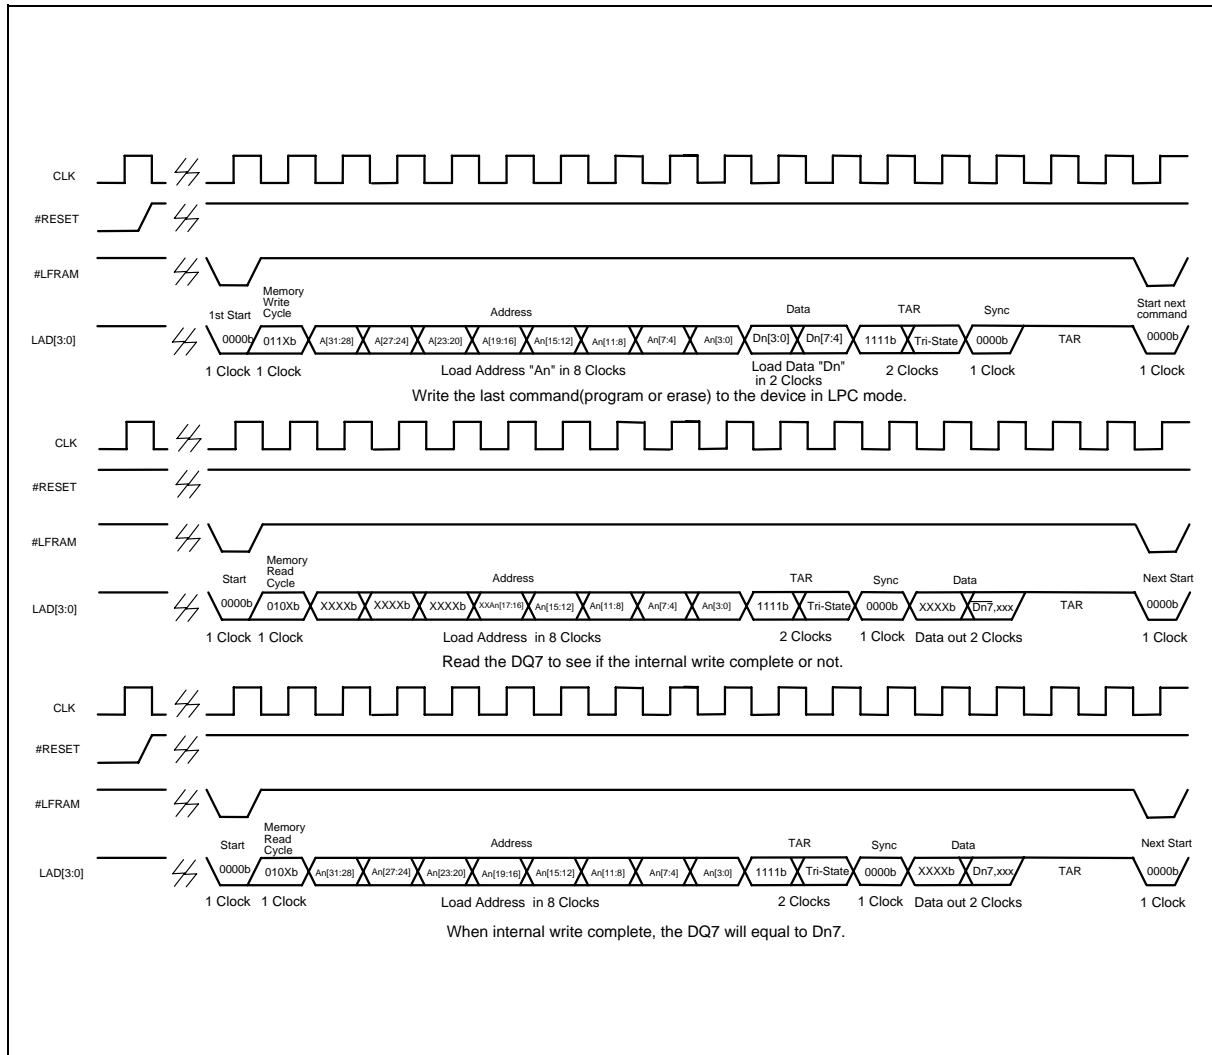 CLK
#RESET
#LFRAM
1st Start
Memory
Write
Cycle
Address
Data
TAR
Sync
Start next
command
LAD[3:0]
0000b
011Xb
A[31:28]
A[27:24]
A[23:20]
A[19:16]
An[15:12]
An[11:8]
An[7:4]
An[3:0]
Dn[3:0]
Dn[7:4]
1111b
Tri-State
0000b
TAR
0000b
1 Clock
1 Clock
Load Address "An" in 8 Clocks
Load Data "Dn"
in 2 Clocks
2 Clocks
1 Clock
1 Clock
Write the last command(program or erase) to the device in LPC mode.
CLK
#RESET
#LFRAM
Start
Memory
Read
Cycle
Address
TAR
Sync
Data
Next Start
LAD[3:0]
0000b
010Xb
XXXXb
XXXXb
XXXXb
XXAn[17:16]
An[15:12]
An[11:8]
An[7:4]
An[3:0]
1111b
Tri-State
0000b
XXXXb
Dn7,xxx
TAR
0000b
1 Clock
1 Clock
Load Address in 8 Clocks
2 Clocks
1 Clock
Data out 2 Clocks
1 Clock
Read the DQ7 to see if the internal write complete or not.
CLK
#RESET
#LFRAM
Start
Memory
Read
Cycle
Address
TAR
Sync
Data
Next Start
LAD[3:0]
0000b
010Xb
An[31:28]
An[27:24]
An[23:20]
An[19:16]
An[15:12]
An[11:8]
An[7:4]
An[3:0]
1111b
Tri-State
0000b
XXXXb
Dn7,xxx
TAR
0000b
1 Clock
1 Clock
Load Address in 8 Clocks
2 Clocks
1 Clock
Data out 2 Clocks
1 Clock
When internal write complete, the DQ7 will equal to Dn7.